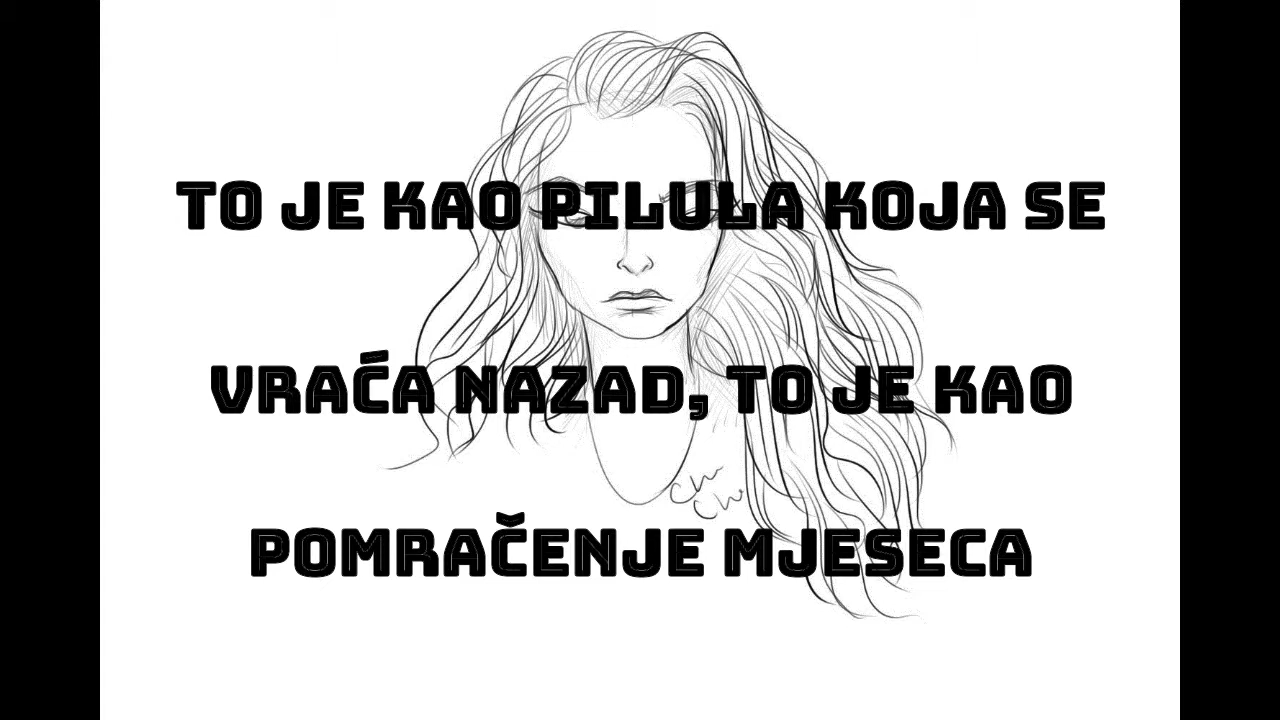 TO JE KAO PILULA KOJA SE
VRAĆA NAZAD, TO JE KAO
POMRAČENJE MJESECA